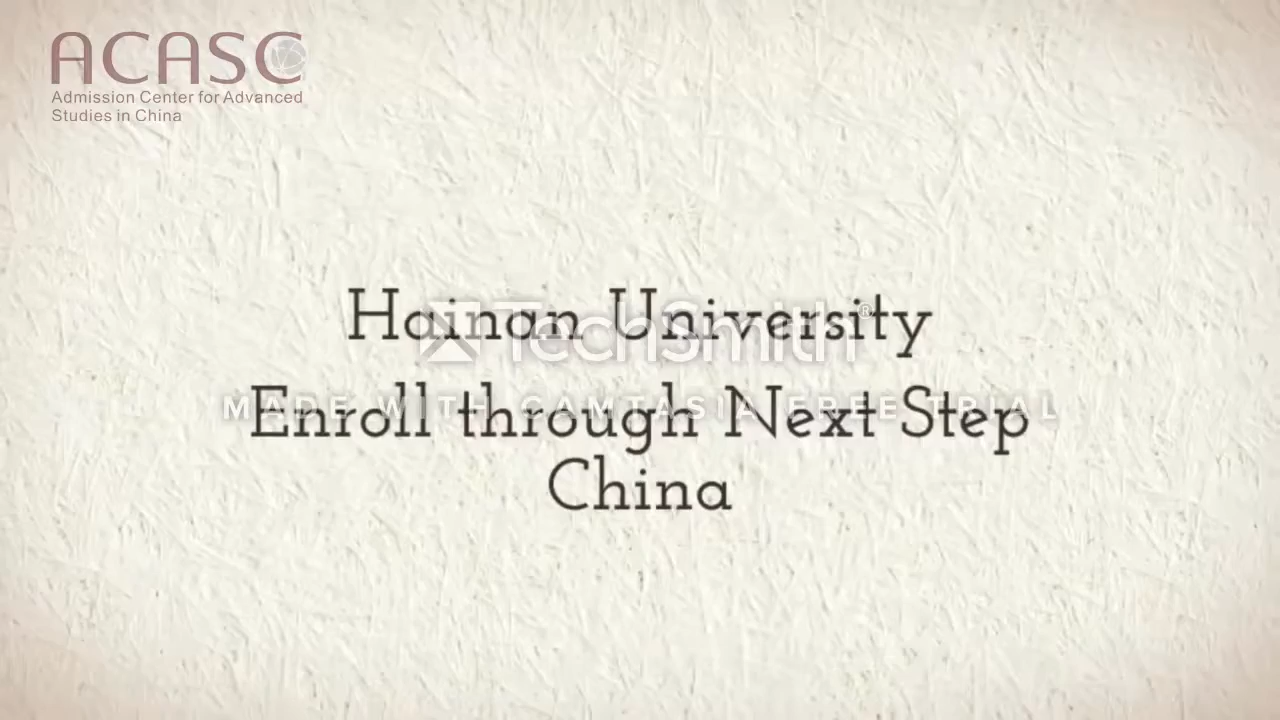 ACASC
Admission Center for Advanced
Studies in China
Hainan University
TechSmith®
MADE WITH CAMTASIA FREE TRIAL
Enroll through Next Step
China